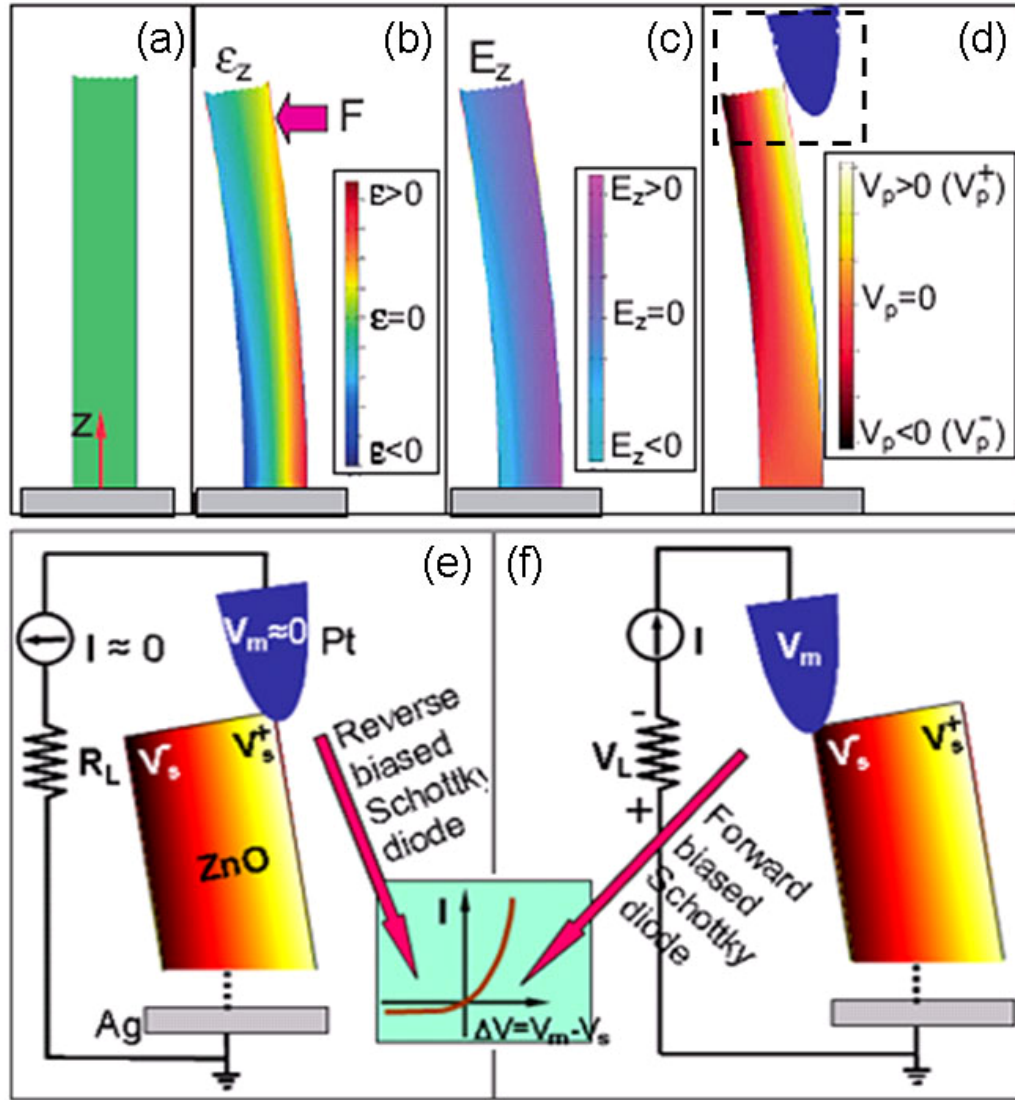 (a)
(b)
(c)
(d)
εz
F
Ez
ε>0
ε=0
ε<0
Ez>0
Ez=0
Ez<0
Vp>0 (Vp+)
Vp=0
Vp<0 (Vp-)
Z
(e)
(f)
Vm≈0
Pt
I ≈ 0
RL
Vs-
Vs+
ZnO
Ag
Reverse
biased
Schottky
diode
I
ΔV=Vm-Vs
Forward
biased
Schottky
diode
I
Vm
-
VL
+
Vs-
Vs+